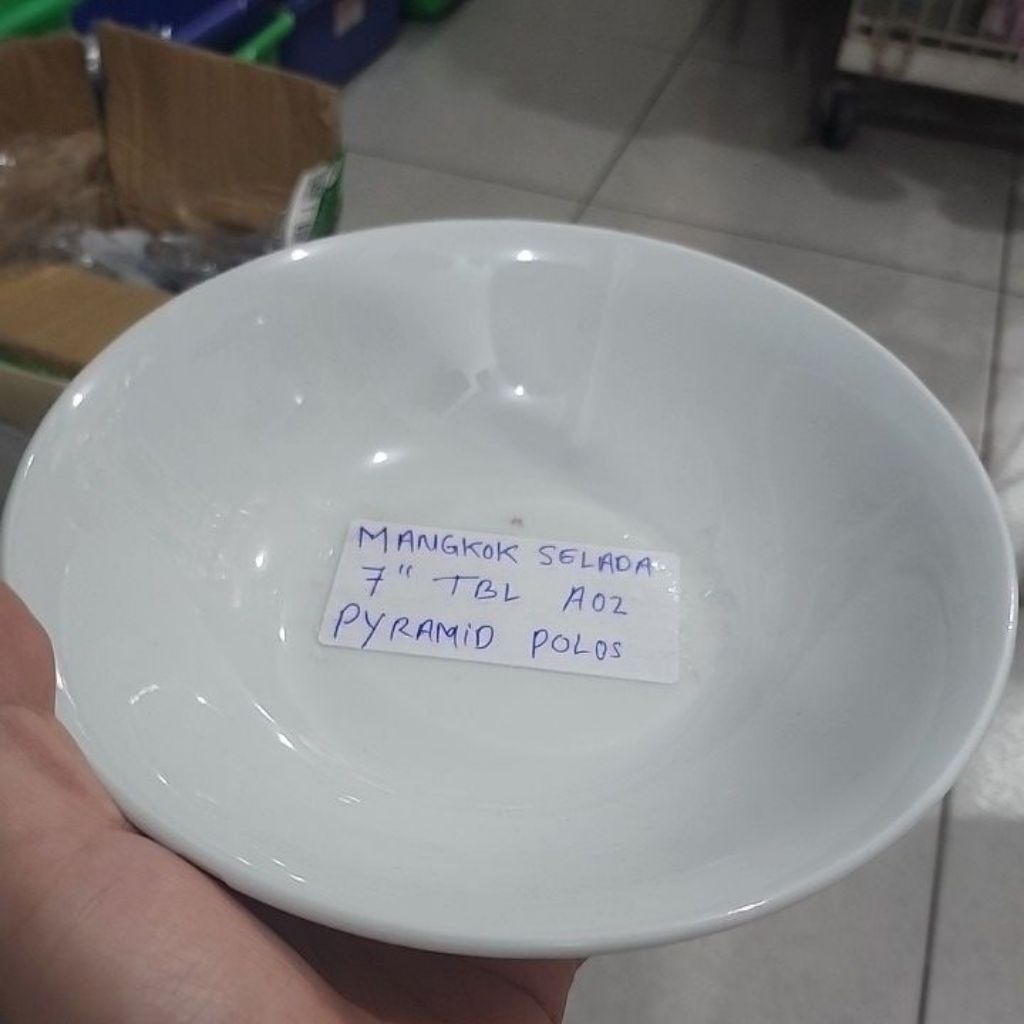 MANGKOK SELADA
7" TBL A02
PYRAMiD POLOS